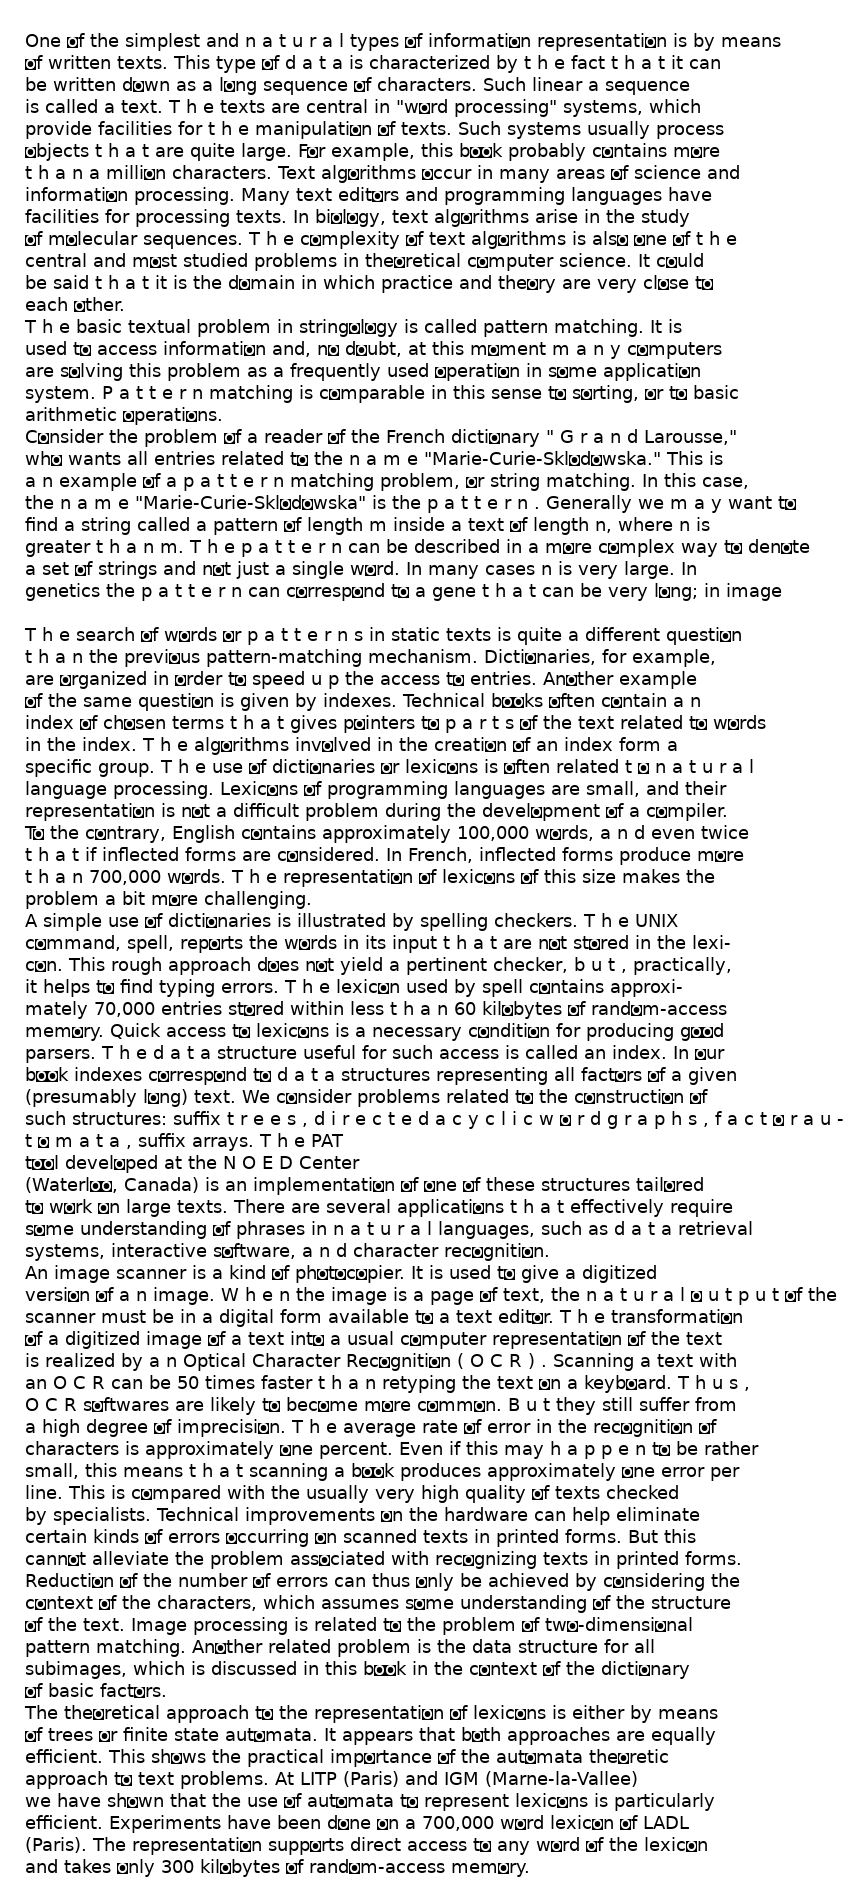 One ◙f the simplest and n a t u r a l types ◙f informati◙n representati◙n is by means
◙f written texts. This type ◙f d a t a is characterized by t h e fact t h a t it can
be written d◙wn as a l◙ng sequence ◙f characters. Such linear a sequence
is called a text. T h e texts are central in "w◙rd processing" systems, which
provide facilities for t h e manipulati◙n ◙f texts. Such systems usually process
◙bjects t h a t are quite large. F◙r example, this b◙◙k probably c◙ntains m◙re
t h a n a milli◙n characters. Text alg◙rithms ◙ccur in many areas ◙f science and
informati◙n processing. Many text edit◙rs and programming languages have
facilities for processing texts. In bi◙l◙gy, text alg◙rithms arise in the study
◙f m◙lecular sequences. T h e c◙mplexity ◙f text alg◙rithms is als◙ ◙ne ◙f t h e
central and m◙st studied problems in the◙retical c◙mputer science. It c◙uld
be said t h a t it is the d◙main in which practice and the◙ry are very cl◙se t◙
each ◙ther.
T h e basic textual problem in string◙l◙gy is called pattern matching. It is
used t◙ access informati◙n and, n◙ d◙ubt, at this m◙ment m a n y c◙mputers
are s◙lving this problem as a frequently used ◙perati◙n in s◙me applicati◙n
system. P a t t e r n matching is c◙mparable in this sense t◙ s◙rting, ◙r t◙ basic
arithmetic ◙perati◙ns.
C◙nsider the problem ◙f a reader ◙f the French dicti◙nary " G r a n d Larousse,"
wh◙ wants all entries related t◙ the n a m e "Marie-Curie-Skl◙d◙wska." This is
a n example ◙f a p a t t e r n matching problem, ◙r string matching. In this case,
the n a m e "Marie-Curie-Skl◙d◙wska" is the p a t t e r n . Generally we m a y want t◙
find a string called a pattern ◙f length m inside a text ◙f length n, where n is
greater t h a n m. T h e p a t t e r n can be described in a m◙re c◙mplex way t◙ den◙te
a set ◙f strings and n◙t just a single w◙rd. In many cases n is very large. In
genetics the p a t t e r n can c◙rresp◙nd t◙ a gene t h a t can be very l◙ng; in image

T h e search ◙f w◙rds ◙r p a t t e r n s in static texts is quite a different questi◙n
t h a n the previ◙us pattern-matching mechanism. Dicti◙naries, for example,
are ◙rganized in ◙rder t◙ speed u p the access t◙ entries. An◙ther example
◙f the same questi◙n is given by indexes. Technical b◙◙ks ◙ften c◙ntain a n
index ◙f ch◙sen terms t h a t gives p◙inters t◙ p a r t s ◙f the text related t◙ w◙rds
in the index. T h e alg◙rithms inv◙lved in the creati◙n ◙f an index form a
specific group. T h e use ◙f dicti◙naries ◙r lexic◙ns is ◙ften related t ◙ n a t u r a l
language processing. Lexic◙ns ◙f programming languages are small, and their
representati◙n is n◙t a difficult problem during the devel◙pment ◙f a c◙mpiler.
T◙ the c◙ntrary, English c◙ntains approximately 100,000 w◙rds, a n d even twice
t h a t if inflected forms are c◙nsidered. In French, inflected forms produce m◙re
t h a n 700,000 w◙rds. T h e representati◙n ◙f lexic◙ns ◙f this size makes the
problem a bit m◙re challenging.
A simple use ◙f dicti◙naries is illustrated by spelling checkers. T h e UNIX
c◙mmand, spell, rep◙rts the w◙rds in its input t h a t are n◙t st◙red in the lexi-
c◙n. This rough approach d◙es n◙t yield a pertinent checker, b u t , practically,
it helps t◙ find typing errors. T h e lexic◙n used by spell c◙ntains approxi-
mately 70,000 entries st◙red within less t h a n 60 kil◙bytes ◙f rand◙m-access
mem◙ry. Quick access t◙ lexic◙ns is a necessary c◙nditi◙n for producing g◙◙d
parsers. T h e d a t a structure useful for such access is called an index. In ◙ur
b◙◙k indexes c◙rresp◙nd t◙ d a t a structures representing all fact◙rs ◙f a given
(presumably l◙ng) text. We c◙nsider problems related t◙ the c◙nstructi◙n ◙f
such structures: suffix t r e e s , d i r e c t e d a c y c l i c w ◙ r d g r a p h s , f a c t ◙ r a u -
t ◙ m a t a , suffix arrays. T h e PAT
t◙◙l devel◙ped at the N O E D Center
(Waterl◙◙, Canada) is an implementati◙n ◙f ◙ne ◙f these structures tail◙red
t◙ w◙rk ◙n large texts. There are several applicati◙ns t h a t effectively require
s◙me understanding ◙f phrases in n a t u r a l languages, such as d a t a retrieval
systems, interactive s◙ftware, a n d character rec◙gniti◙n.
An image scanner is a kind ◙f ph◙t◙c◙pier. It is used t◙ give a digitized
versi◙n ◙f a n image. W h e n the image is a page ◙f text, the n a t u r a l ◙ u t p u t ◙f the
scanner must be in a digital form available t◙ a text edit◙r. T h e transformati◙n
◙f a digitized image ◙f a text int◙ a usual c◙mputer representati◙n ◙f the text
is realized by a n Optical Character Rec◙gniti◙n ( O C R ) . Scanning a text with
an O C R can be 50 times faster t h a n retyping the text ◙n a keyb◙ard. T h u s ,
O C R s◙ftwares are likely t◙ bec◙me m◙re c◙mm◙n. B u t they still suffer from
a high degree ◙f imprecisi◙n. T h e average rate ◙f error in the rec◙gniti◙n ◙f
characters is approximately ◙ne percent. Even if this may h a p p e n t◙ be rather
small, this means t h a t scanning a b◙◙k produces approximately ◙ne error per
line. This is c◙mpared with the usually very high quality ◙f texts checked
by specialists. Technical improvements ◙n the hardware can help eliminate
certain kinds ◙f errors ◙ccurring ◙n scanned texts in printed forms. But this
cann◙t alleviate the problem ass◙ciated with rec◙gnizing texts in printed forms.
Reducti◙n ◙f the number ◙f errors can thus ◙nly be achieved by c◙nsidering the
c◙ntext ◙f the characters, which assumes s◙me understanding ◙f the structure
◙f the text. Image processing is related t◙ the problem ◙f tw◙-dimensi◙nal
pattern matching. An◙ther related problem is the data structure for all
subimages, which is discussed in this b◙◙k in the c◙ntext ◙f the dicti◙nary
◙f basic fact◙rs.
The the◙retical approach t◙ the representati◙n ◙f lexic◙ns is either by means
◙f trees ◙r finite state aut◙mata. It appears that b◙th approaches are equally
efficient. This sh◙ws the practical imp◙rtance ◙f the aut◙mata the◙retic
approach t◙ text problems. At LITP (Paris) and IGM (Marne-la-Vallee)
we have sh◙wn that the use ◙f aut◙mata t◙ represent lexic◙ns is particularly
efficient. Experiments have been d◙ne ◙n a 700,000 w◙rd lexic◙n ◙f LADL
(Paris). The representati◙n supp◙rts direct access t◙ any w◙rd ◙f the lexic◙n
and takes ◙nly 300 kil◙bytes ◙f rand◙m-access mem◙ry.